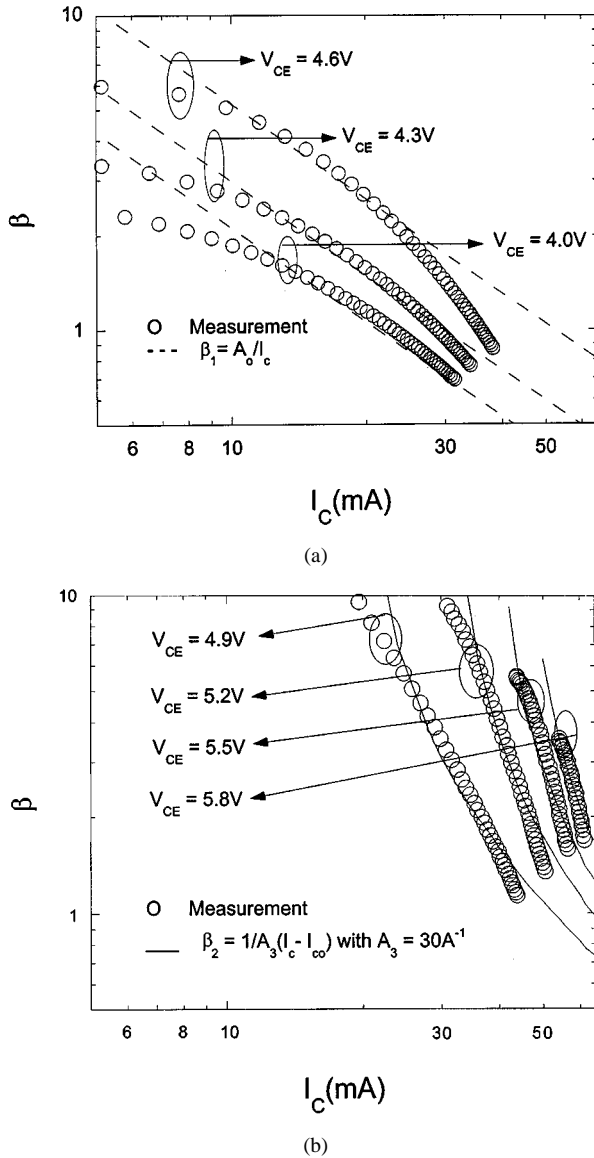 10
V_CE = 4.6V
V_CE = 4.3V
β
V_CE = 4.0V
1
Measurement
β_1= A_o/I_c
6 8 10 30 50
I_C(mA)
(a)
10
V_CE = 4.9V
V_CE = 5.2V
β
V_CE = 5.5V
V_CE = 5.8V
1
Measurement
β_2 = 1/A_3(I_c - I_co) with A_3 = 30A^-1
6 8 10 30 50
I_C(mA)
(b)